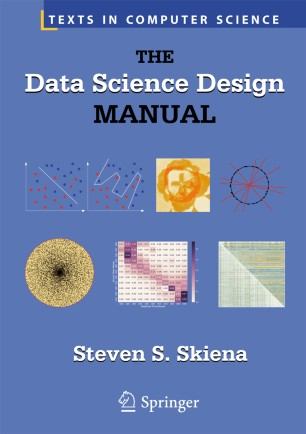 TEXTS IN COMPUTER SCIENCE
THE
Data Science Design
MANUAL
Steven S. Skiena
Springer